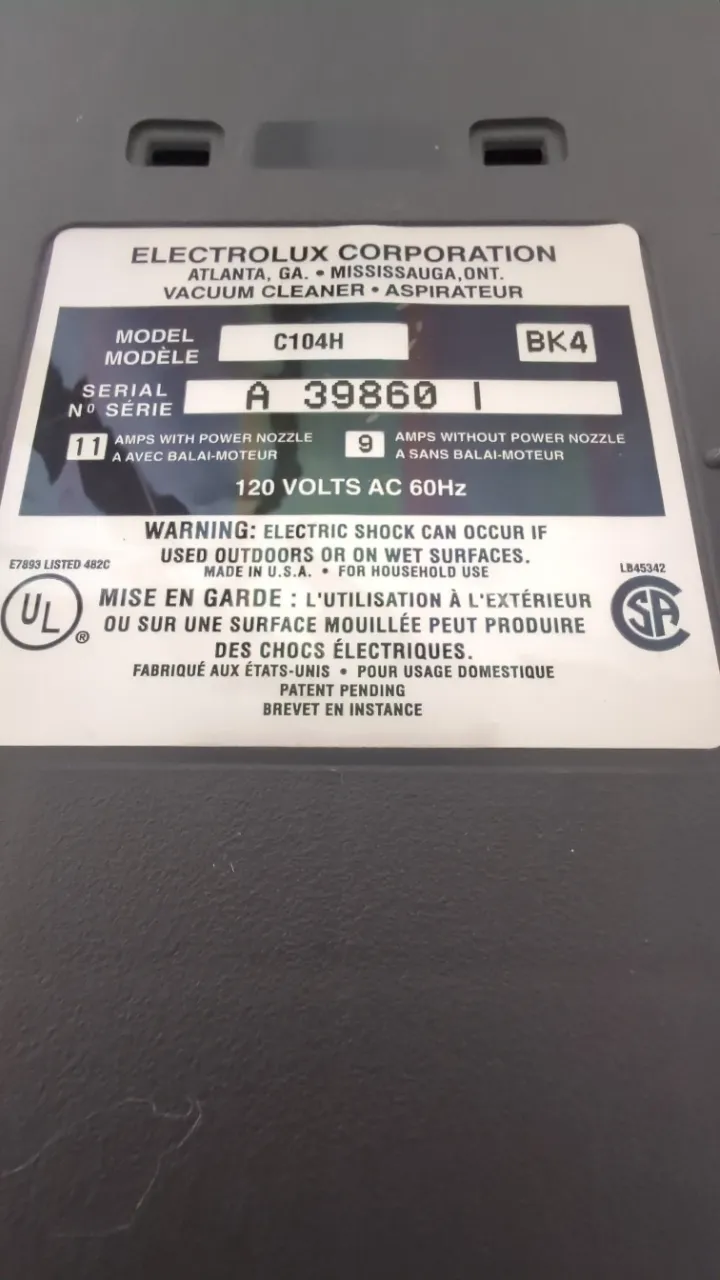 ELECTROLUX CORPORATION
ATLANTA, GA. • MISSISSAUGA, ONT.
VACUUM CLEANER • ASPIRATEUR
MODEL
MODÈLE
C104H
BK4
SERIAL
Nº SÉRIE
A 39860 |
11 AMPS WITH POWER NOZZLE
A AVEC BALAI-MOTEUR
9 AMPS WITHOUT POWER NOZZLE
A SANS BALAI-MOTEUR
120 VOLTS AC 60Hz
WARNING: ELECTRIC SHOCK CAN OCCUR IF
USED OUTDOORS OR ON WET SURFACES.
MADE IN U.S.A. • FOR HOUSEHOLD USE
E7893 LISTED 482C
UL®
LB45342
SA
MISE EN GARDE : L'UTILISATION À L'EXTÉRIEUR
OU SUR UNE SURFACE MOUILLÉE PEUT PRODUIRE
DES CHOCS ÉLECTRIQUES.
FABRIQUÉ AUX ÉTATS-UNIS • POUR USAGE DOMESTIQUE
PATENT PENDING
BREVET EN INSTANCE